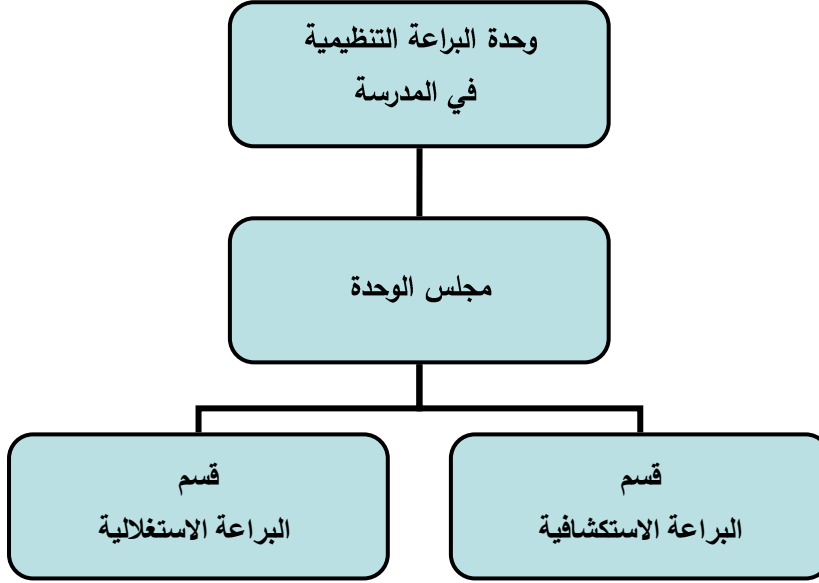 وحدة البراعة التنظيمية
في المدرسة
مجلس الوحدة
قسم
البراعة الاستكشافية
قسم
البراعة الاستغلالية